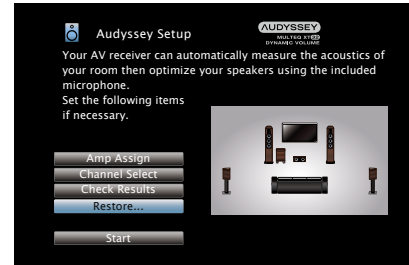 Audyssey Setup
AUDYSSEY
MULTEQ XT32
DYNAMIC VOLUME
Your AV receiver can automatically measure the acoustics of
your room then optimize your speakers using the included
microphone.
Set the following items
if necessary.
Amp Assign
Channel Select
Check Results
Restore...
Start